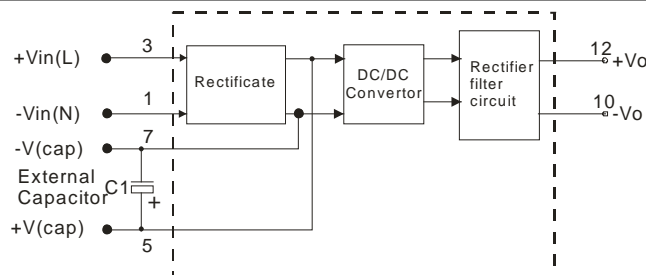 +Vin(L)
3
-Vin(N)
1
-V(cap)
7
External
Capacitor
C1
+
+V(cap)
5
Rectificate
DC/DC
Convertor
Rectifier
filter
circuit
12
+Vo
10
-Vo